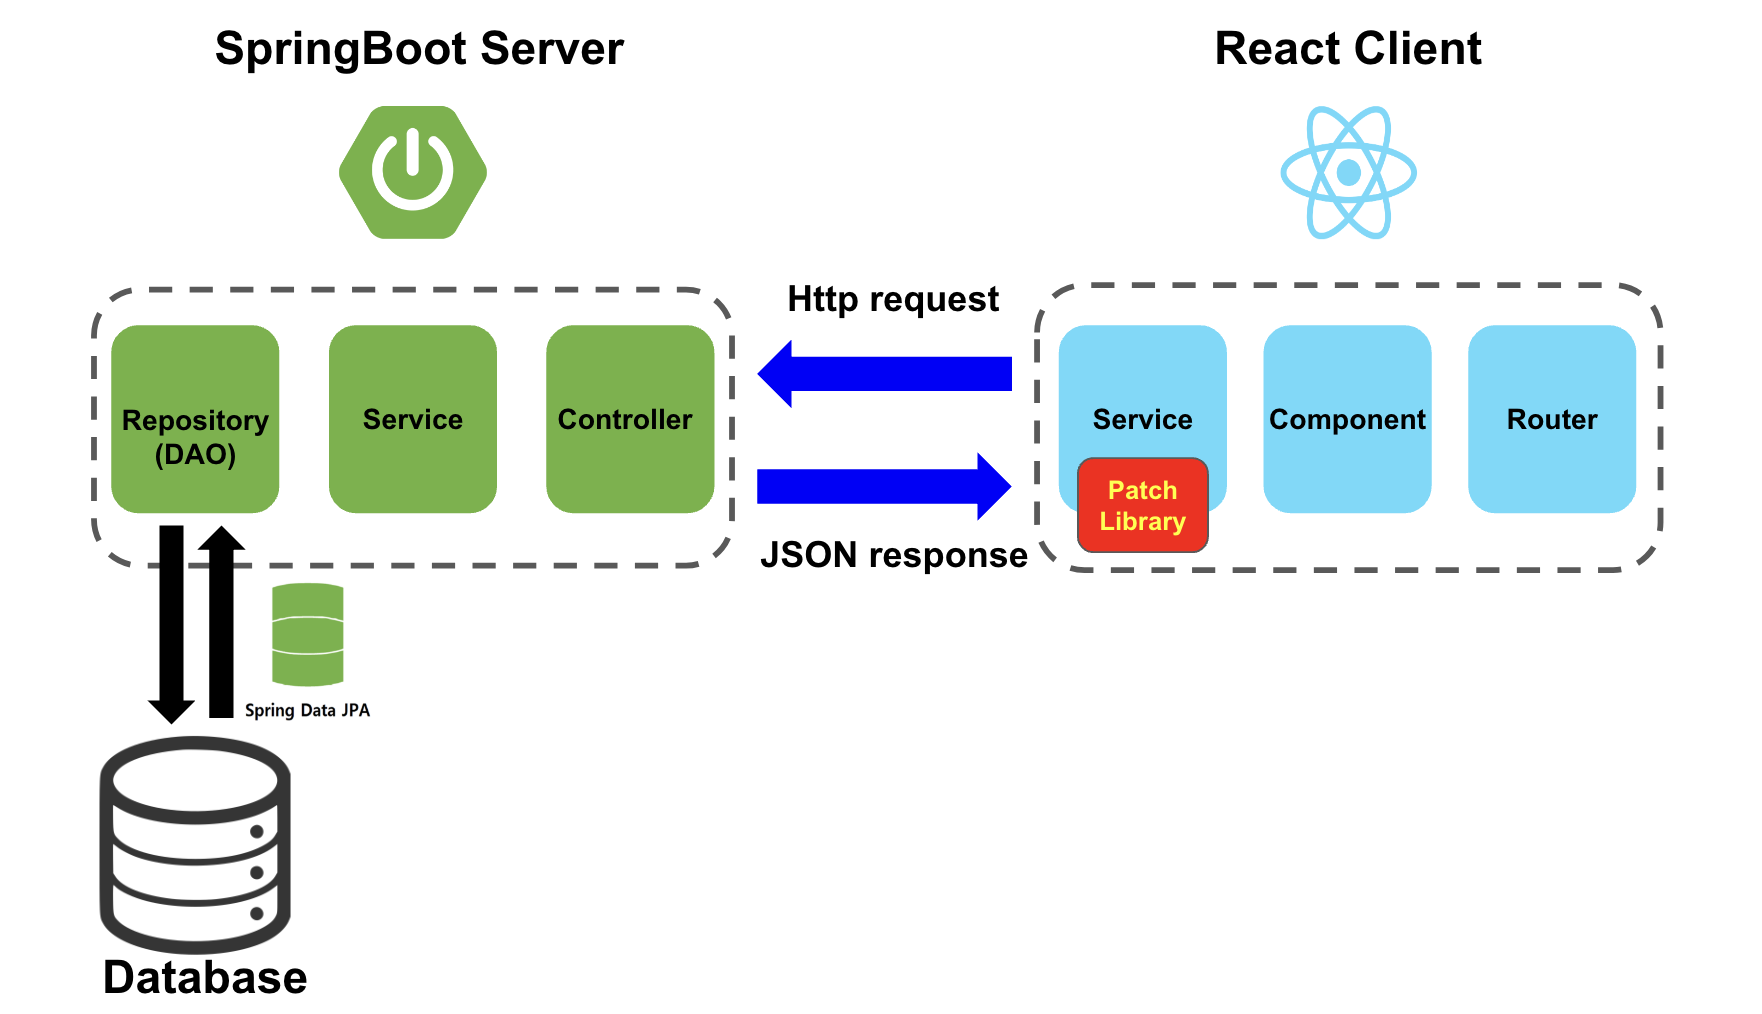 SpringBoot Server
React Client
Http request
Repository
(DAO)
Service
Controller
Service
Component
Router
Patch
Library
JSON response
Spring Data JPA
Database